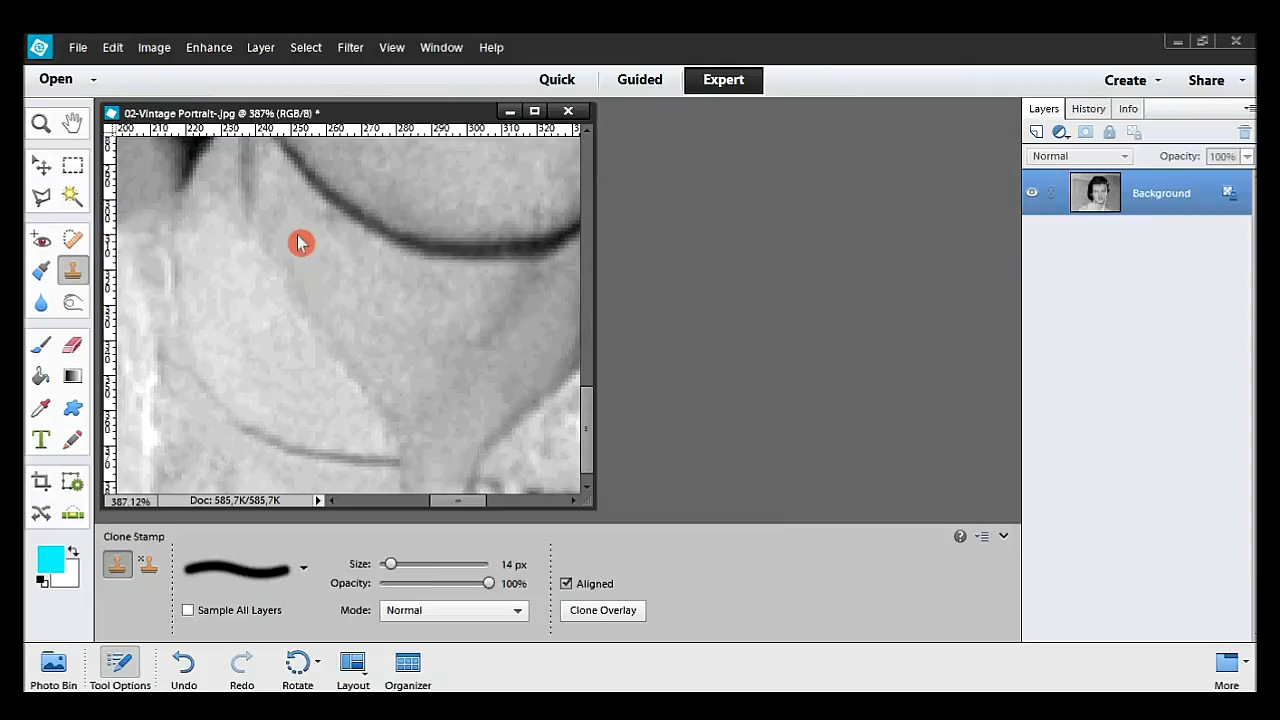 File Edit Image Enhance Layer Select Filter View Window Help
Open Quick Guided Expert Create Share
02-Vintage Portrait-.jpg @ 387% (RGB/8) *
Layers History Info
200 210 220 230 240 250 260 270 280 290 300 310 320
Normal Opacity: 100%
Background
387.12% Doc: 585,7K/585,7K
Clone Stamp
Size: 14 px
Opacity: 100% Aligned
Sample All Layers Mode: Normal Clone Overlay
T
Photo Bin Tool Options Undo Redo Rotate Layout Organizer More